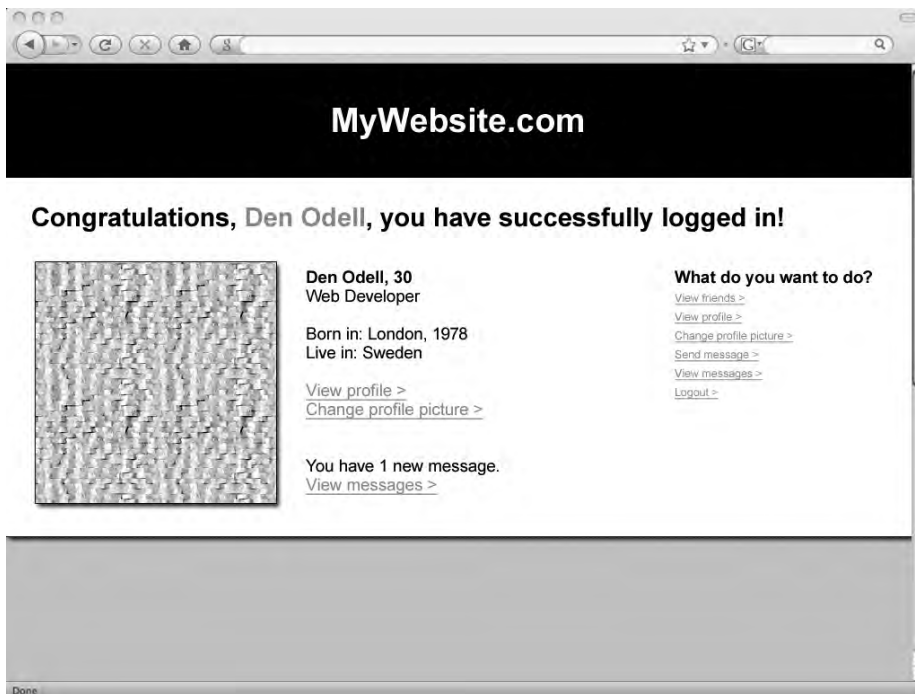 MyWebsite.com
Congratulations, Den Odell, you have successfully logged in!
Den Odell, 30
Web Developer
Born in: London, 1978
Live in: Sweden
View profile >
Change profile picture >
You have 1 new message.
View messages >
What do you want to do?
View friends >
View profile >
Change profile picture >
Send message >
View messages >
Logout >
Done